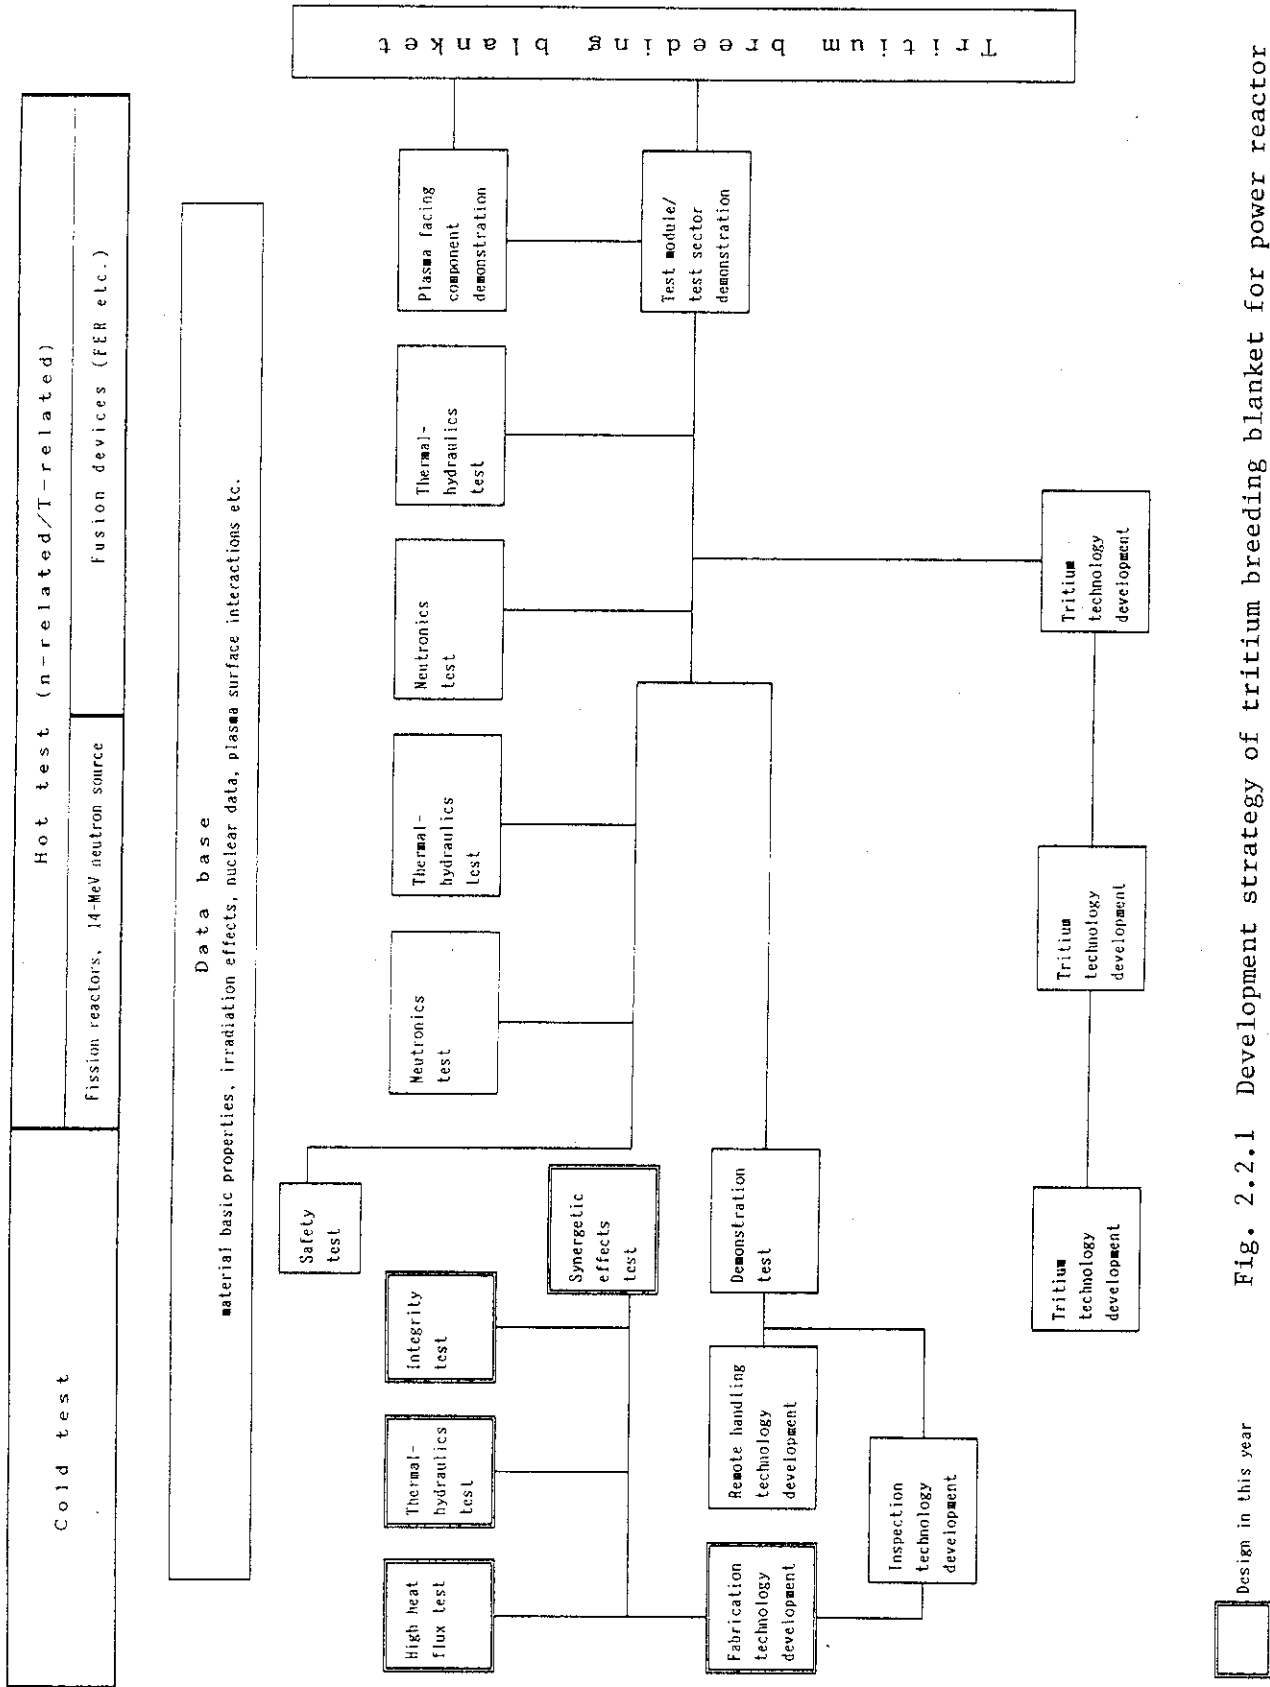 Cold test
Hot test (n-related/T-related)
Fission reactors, 14-MeV neutron source
Fusion devices (FER etc.)
Data base
material basic properties, irradiation effects, nuclear data, plasma surface interactions etc.
Safety
test
High heat
flux test
Thermal-
hydraulics
test
Integrity
test
Neutronics
test
Thermal-
hydraulics
test
Neutronics
test
Thermal-
hydraulics
test
Plasma facing
component
demonstration
Synergetic
effects
test
Test module/
test sector
demonstration
Fabrication
technology
development
Remote handling
technology
development
Demonstration
test
Inspection
technology
development
Tritium
technology
development
Tritium
technology
development
Tritium
technology
development
Tritium breeding blanket
Design in this year
Fig. 2.2.1 Development strategy of tritium breeding blanket for power reactor